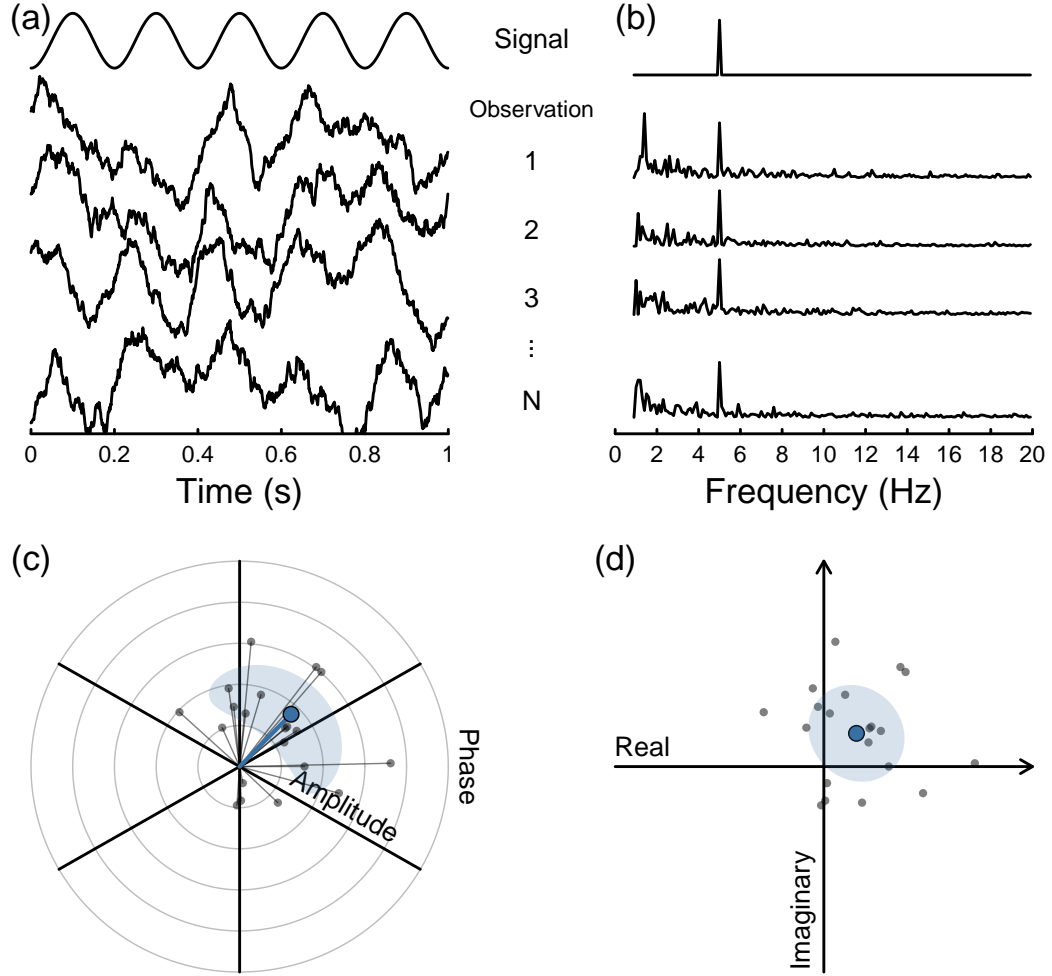 (a)
Signal
(b)
Observation
1
2
3
...
N
0 0.2 0.4 0.6 0.8 1
Time (s)
0 2 4 6 8 10 12 14 16 18 20
Frequency (Hz)
(c)
Phase
Amplitude
(d)
Real
Imaginary